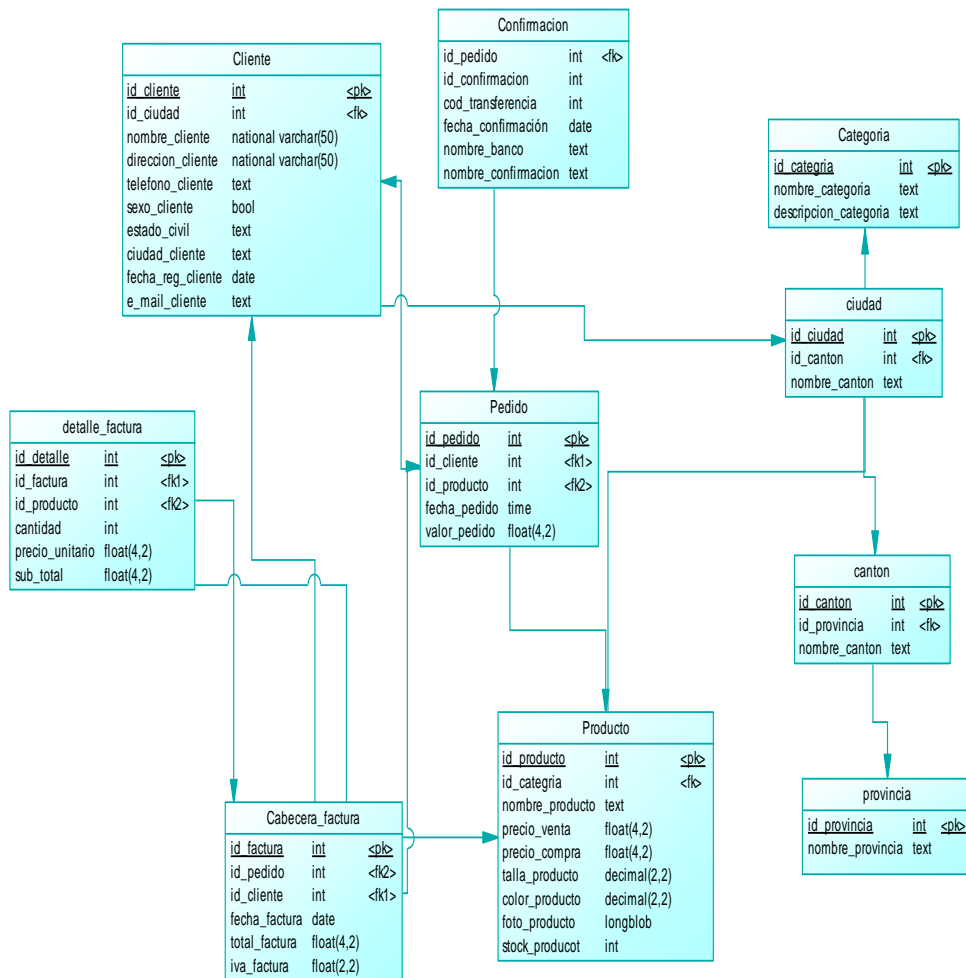 Confirmacion
id_pedido int <fk>
id_confirmacion int
cod_transferencia int
fecha_confirmación date
nombre_banco text
nombre_confirmacion text
Cliente
id_cliente int <pk>
id_ciudad int <fk>
nombre_cliente national varchar(50)
direccion_cliente national varchar(50)
telefono_cliente text
sexo_cliente bool
estado_civil text
ciudad_cliente text
fecha_reg_cliente date
e_mail_cliente text
Categoria
id_categria int <pk>
nombre_categoria text
descripcion_categoria text
ciudad
id_ciudad int <pk>
id_canton int <fk>
nombre_canton text
Pedido
id_pedido int <pk>
id_cliente int <fk1>
id_producto int <fk2>
fecha_pedido time
valor_pedido float(4,2)
detalle_factura
id_detalle int <pk>
id_factura int <fk1>
id_producto int <fk2>
cantidad int
precio_unitario float(4,2)
sub_total float(4,2)
canton
id_canton int <pk>
id_provincia int <fk>
nombre_canton text
Producto
id_producto int <pk>
id_categria int <fk>
nombre_producto text
precio_venta float(4,2)
precio_compra float(4,2)
talla_producto decimal(2,2)
color_producto decimal(2,2)
foto_producto longblob
stock_producot int
provincia
id_provincia int <pk>
nombre_provincia text
Cabecera_factura
id_factura int <pk>
id_pedido int <fk2>
id_cliente int <fk1>
fecha_factura date
total_factura float(4,2)
iva_factura float(2,2)